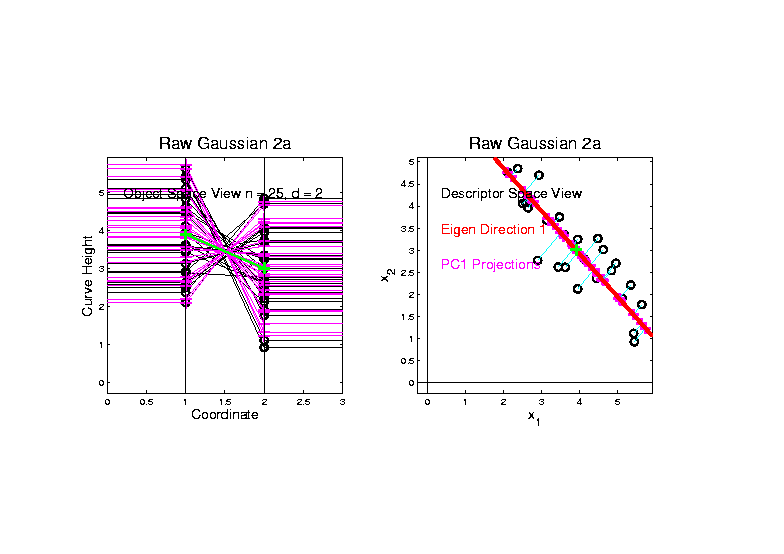 Raw Gaussian 2a
Object Space View n = 25, d = 2
Curve Height
5
4
3
2
1
0
0 0.5 1 1.5 2 2.5 3
Coordinate
Raw Gaussian 2a
Descriptor Space View
Eigen Direction 1
PC1 Projections
x2
5
4.5
4
3.5
3
2.5
2
1.5
1
0.5
0
0 1 2 3 4 5
x1